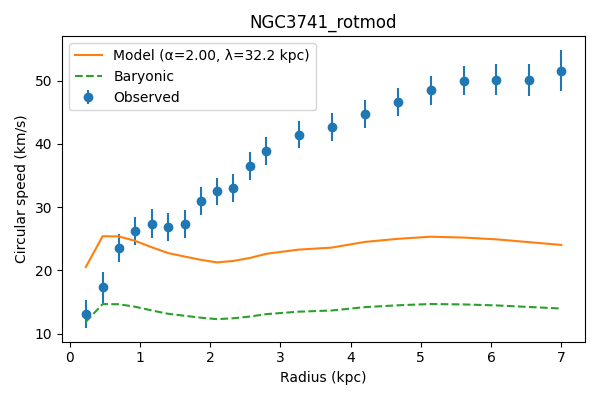 NGC3741_rotmod
Model (α=2.00, λ=32.2 kpc)
Baryonic
Observed
Circular speed (km/s)
50
40
30
20
10
0 1 2 3 4 5 6 7
Radius (kpc)